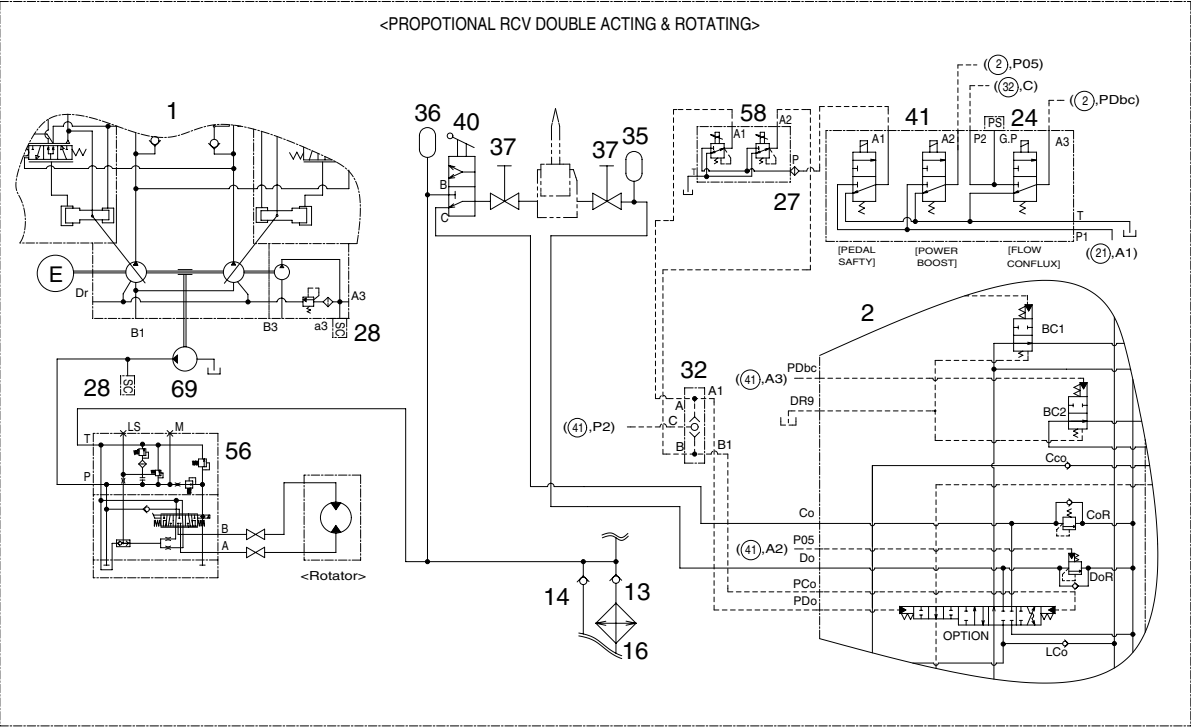 <PROPOTIONAL RCV DOUBLE ACTING & ROTATING>
1
36
40
37
37
35
58
41
24
A1
A2
A1
A2
P2
PS
G.P
A3
(2,P05)
(32,C)
(2,PDbc)
T
P
27
B
C
T
P1
(21,A1)
[PEDAL
SAFTY]
[POWER
BOOST]
[FLOW
CONFLUX]
E
Dr
A3
B1
B3
a3
SC
28
28
SC
69
2
BC1
PDbc
(41,A3)
DR9
BC2
32
A1
A
C
(41,P2)
B
B1
Cco
LS
M
T
P
56
B
A
<Rotator>
Co
CoR
P05
(41,A2)
Do
DoR
PCo
PDo
OPTION
LCo
14
13
16